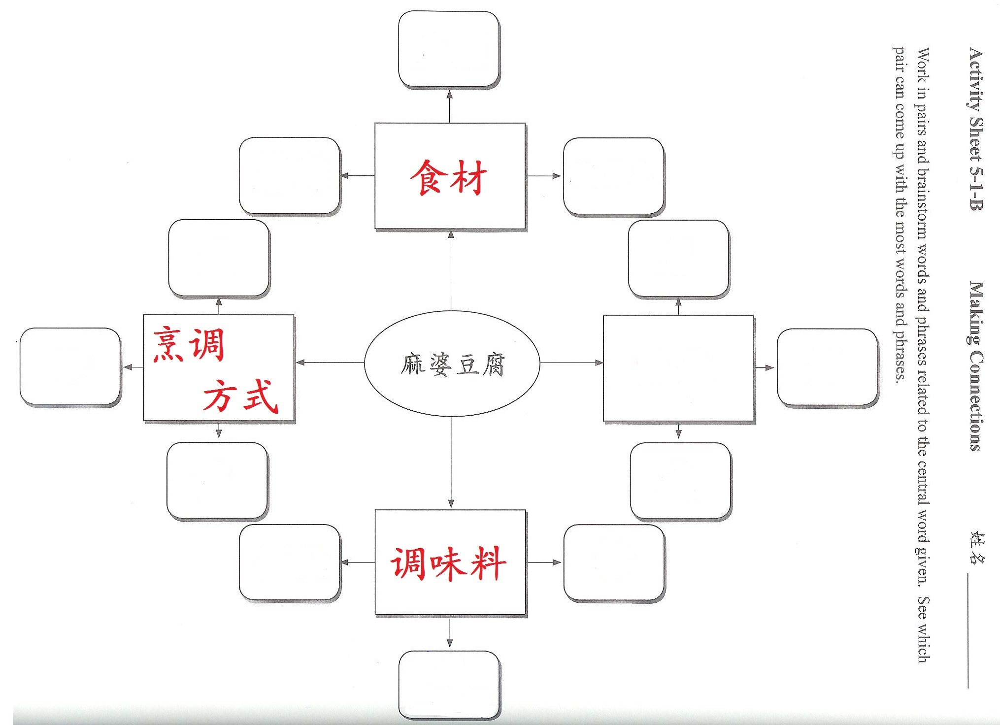 Activity Sheet 5-1-B Making Connections 姓名
Work in pairs and brainstorm words and phrases related to the central word given. See which
pair can come up with the most words and phrases.
食材
烹调
方式
麻婆豆腐
调味料